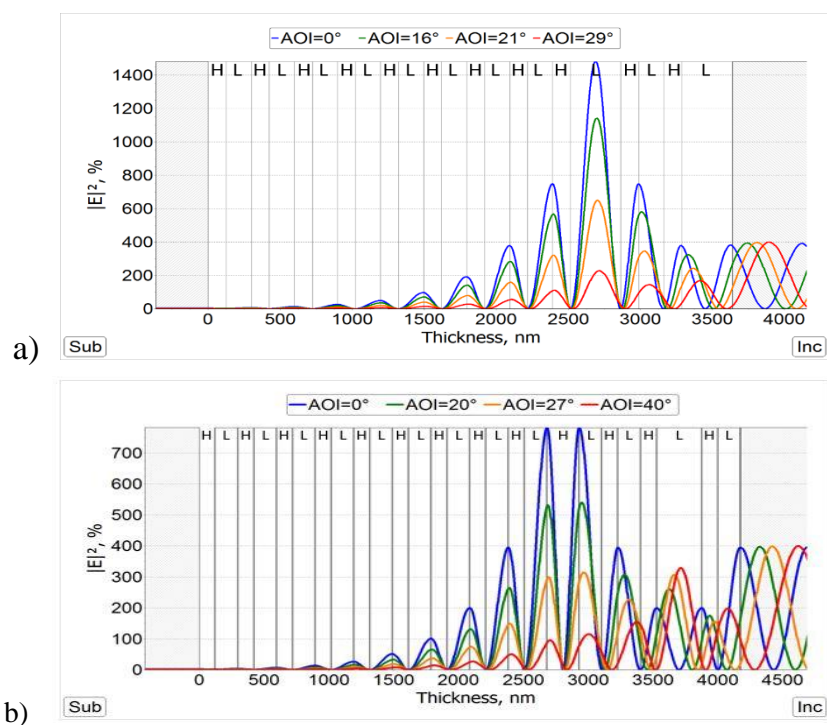 AOI=0° AOI=16° AOI=21° AOI=29°
H L H L H L H L H L H L H L H L H L H L H L
1400
1200
1000
800
600
400
200
0
|E|², %
0 500 1000 1500 2000 2500 3000 3500 4000
Thickness, nm
a)
Sub
Inc
AOI=0° AOI=20° AOI=27° AOI=40°
H L H L H L H L H L H L H L H L H L H L H L H L H L
700
600
500
400
300
200
100
0
|E|², %
0 500 1000 1500 2000 2500 3000 3500 4000 4500
Thickness, nm
b)
Sub
Inc